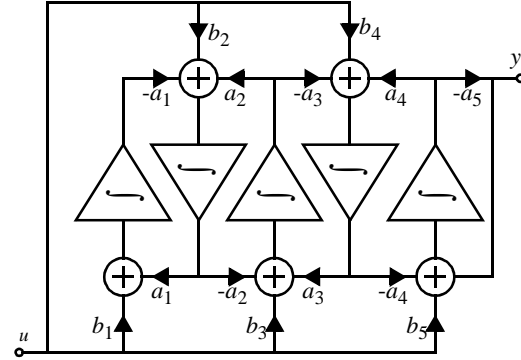 b2 b4
y
-a1 a2 -a3 a4 -a5
∫ ∫ ∫ ∫ ∫
+ + 
+ + +
a1 -a2 a3 -a4
u b1 b3 b5